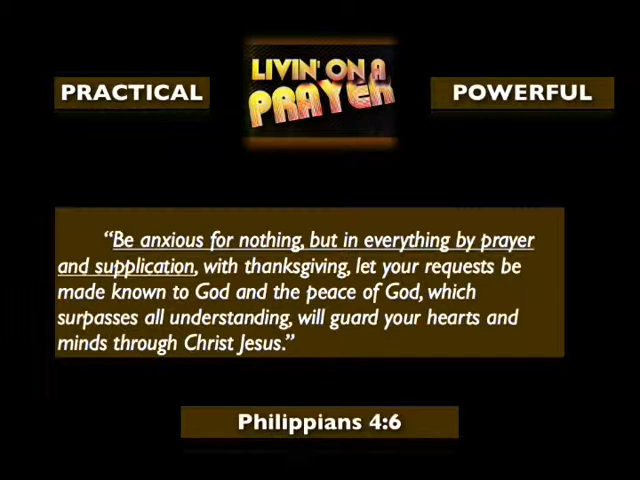 PRACTICAL
LIVIN' ON A
PRAYER
POWERFUL
“Be anxious for nothing, but in everything by prayer
and supplication, with thanksgiving, let your requests be
made known to God and the peace of God, which
surpasses all understanding, will guard your hearts and
minds through Christ Jesus.”
Philippians 4:6